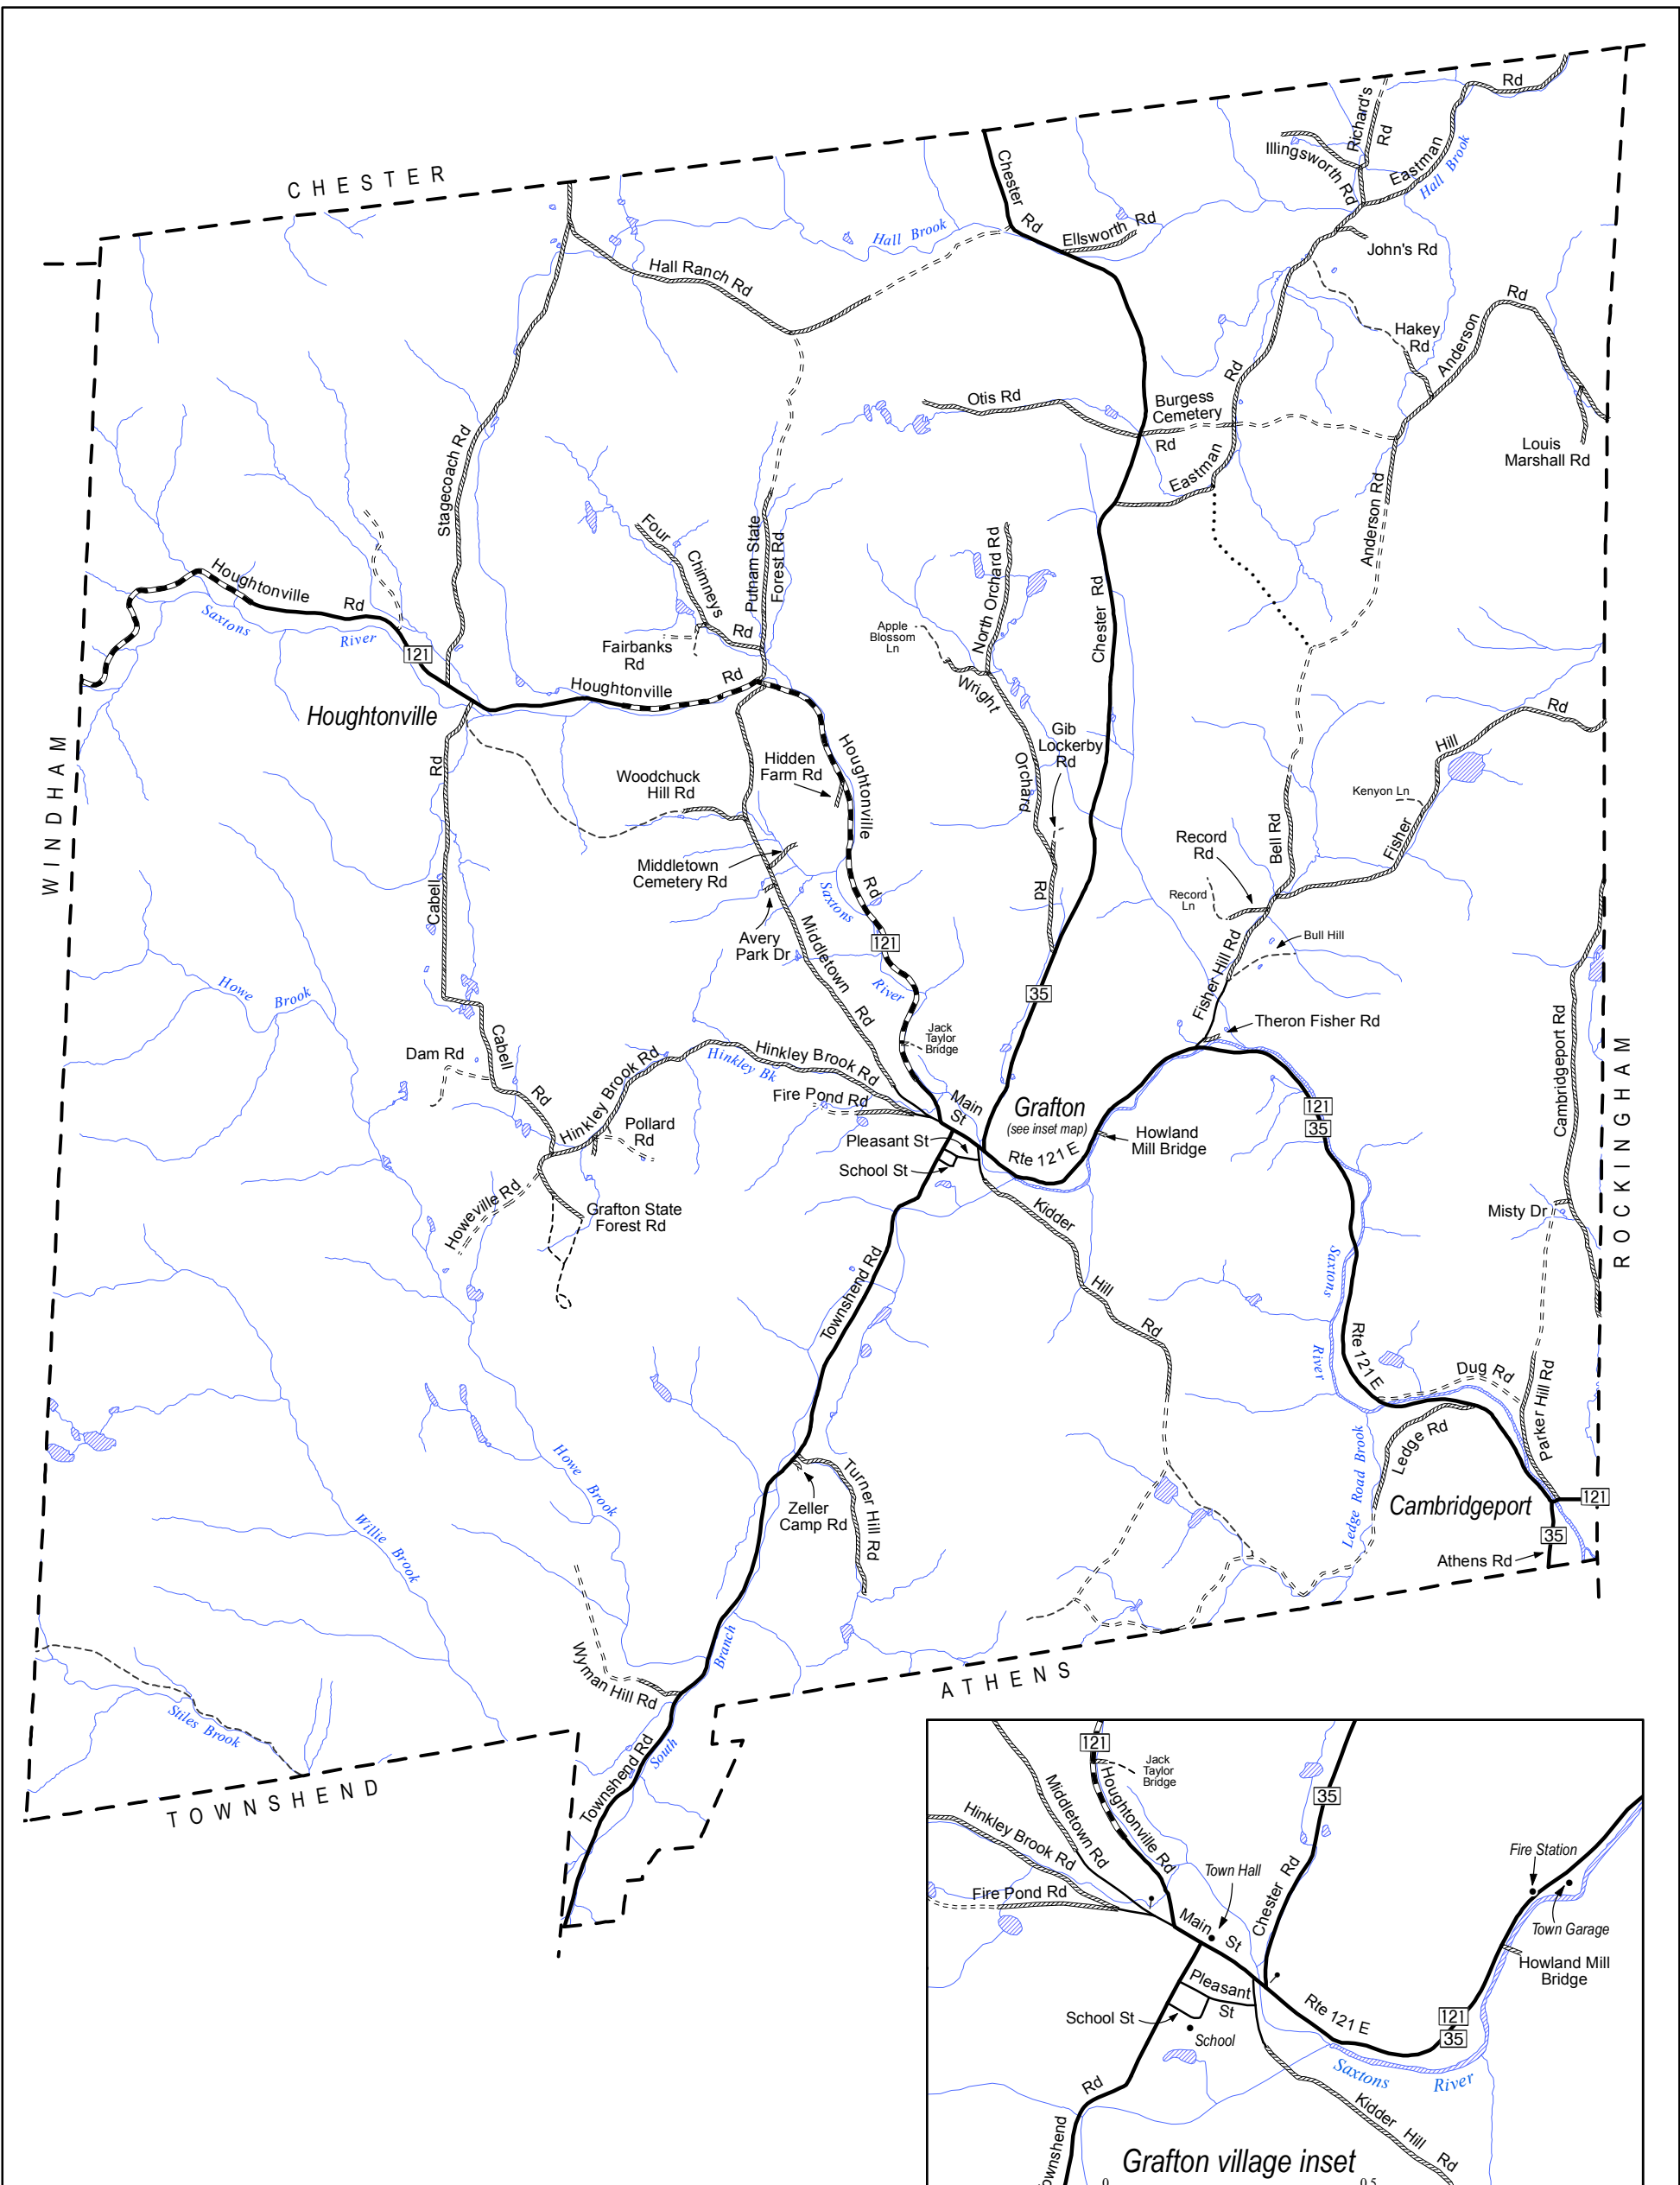 CHESTER
Rd
Richard's
Rd
Illingsworth Rd
Eastman
Hall Brook
Chester
Rd
Ellsworth Rd
Hall Brook
John's Rd
Hall Ranch Rd
Rd
Hakey
Rd
Anderson
Rd
Otis Rd
Burgess
Cemetery
Rd
Louis
Marshall Rd
Eastman
Stagecoach Rd
Anderson Rd
Four
Chimneys
Rd
Putnam State
Forest Rd
North Orchard Rd
Chester Rd
Houghtonville
Rd
Saxtons
River
121
Apple
Blossom
Ln
Fairbanks
Rd
Wright
Orchard
Rd
Houghtonville
Rd
Houghtonville
Gib
Lockerby
Rd
Hill
Rd
WINDHAM
Rd
Cabell
Woodchuck
Hill Rd
Hidden
Farm Rd
Houghtonville
Rd
Kenyon Ln
Fisher
Bell Rd
Record
Rd
Middletown
Cemetery Rd
Saxtons
River
Record
Ln
Avery
Park Dr
Middletown
Rd
121
Bull Hill
Fisher Hill Rd
Howe
Brook
35
Theron Fisher Rd
Cambridgeport Rd
ROCKINGHAM
Jack
Taylor
Bridge
Dam Rd
Cabell
Rd
Hinkley Brook Rd
Hinkley Bk
Hinkley Brook Rd
Fire Pond Rd
Main
St
Grafton
(see inset map)
121
35
Pollard
Rd
Pleasant St
School St
Rte 121 E
Howland
Mill Bridge
Howeville Rd
Grafton State
Forest Rd
Kidder
Hill
Rd
Misty Dr
Townshend Rd
Saxtons
River
Rte 121 E
Dug Rd
Parker Hill Rd
Ledge Rd
Ledge Road Brook
Howe
Brook
Turner Hill Rd
Zeller
Camp Rd
Cambridgeport
121
35
Athens Rd
Willie
Brook
Wyman Hill Rd
Branch
South
ATHENS
Stiles Brook
TOWNSHEND
Townshend Rd
121
Jack
Taylor
Bridge
Middletown Rd
Houghtonville Rd
35
Hinkley Brook Rd
Town Hall
Fire Station
Fire Pond Rd
Main
St
Chester Rd
Town Garage
Howland Mill
Bridge
Pleasant
St
School St
School
Rte 121 E
121
35
Saxtons
River
Rd
Kidder
Hill
Rd
Grafton village inset
0
0.5